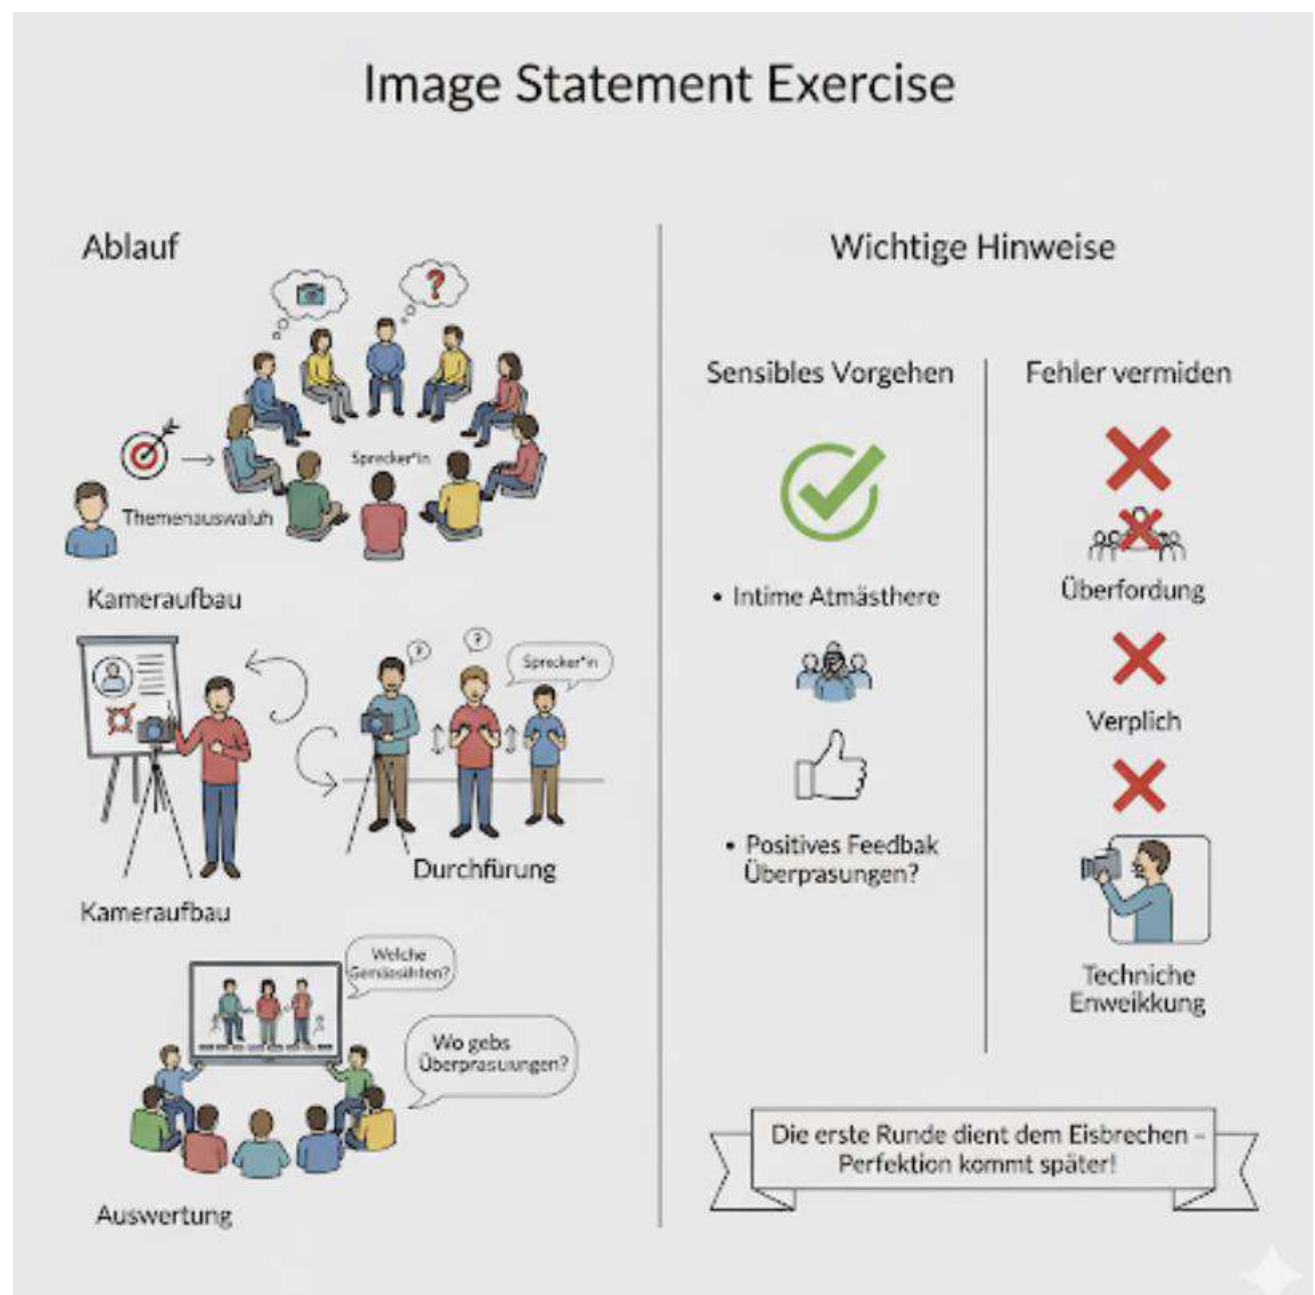 Image Statement Exercise
Ablauf
Sprecker*in
Themenauswaluh
Kameraufbau
Sprecker*in
Durchfürung
Kameraufbau
Welche
Wo gebs
Überprasuungen?
Auswertung
Wichtige Hinweise
Sensibles Vorgehen
• Intime Atmästhere
• Positives Feedbak
Überprasungen?
Fehler vermiden
Überfordung
Verplich
Techniche
Enweikkung
Die erste Runde dient dem Eisbrechen –
Perfektion kommt später!